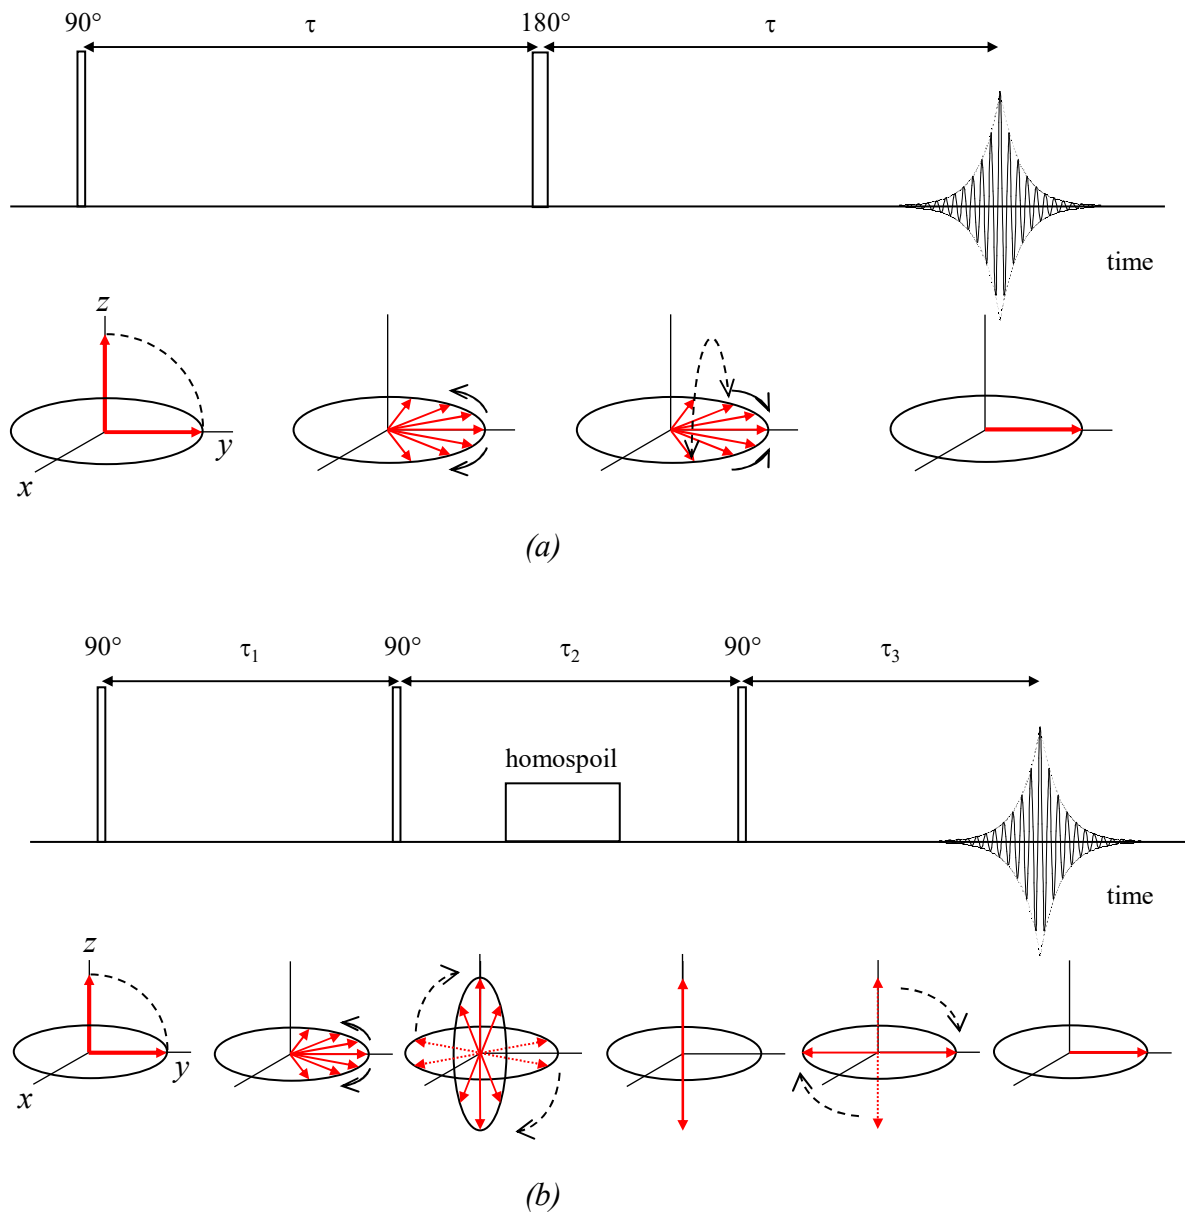 90° τ 180° τ
time
z
y
x
(a)
90° τ1 90° τ2 90° τ3
homospoil
time
z
y
x
(b)